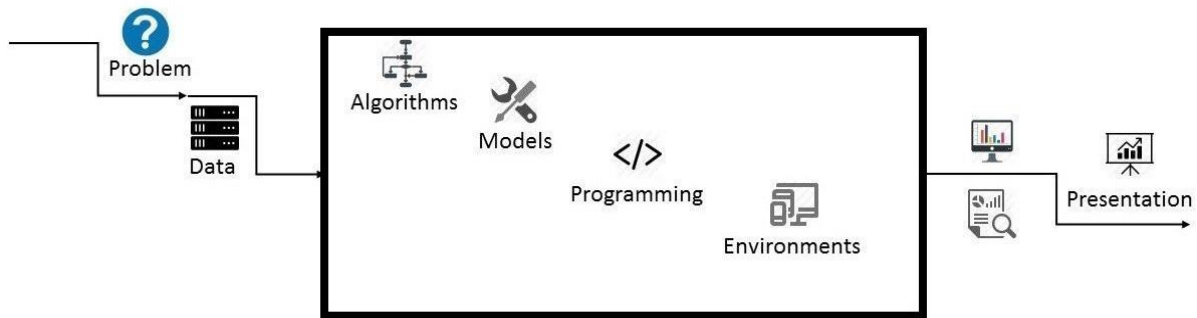 ?
Problem
Data
Algorithms
Models
</>
Programming
Environments
Presentation